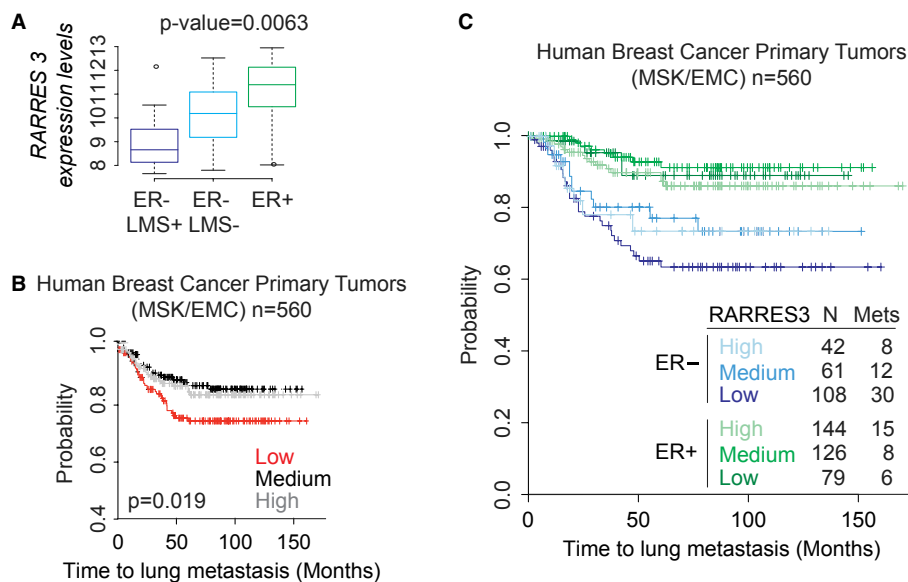 A
p-value=0.0063
RARRES 3
expression levels
8 9 10 11 12 13
ER-
LMS+
ER-
LMS-
ER+
B
Human Breast Cancer Primary Tumors
(MSK/EMC) n=560
Probability
1.0
0.8
0.6
0.4
Low
Medium
High
p=0.019
0 50 100 150
Time to lung metastasis (Months)
C
Human Breast Cancer Primary Tumors
(MSK/EMC) n=560
Probability
1.0
0.8
0.6
0.4
0.2
0.0
RARRES3 N Mets
ER−
High 42 8
Medium 61 12
Low 108 30
ER+
High 144 15
Medium 126 8
Low 79 6
0 50 100 150
Time to lung metastasis (Months)